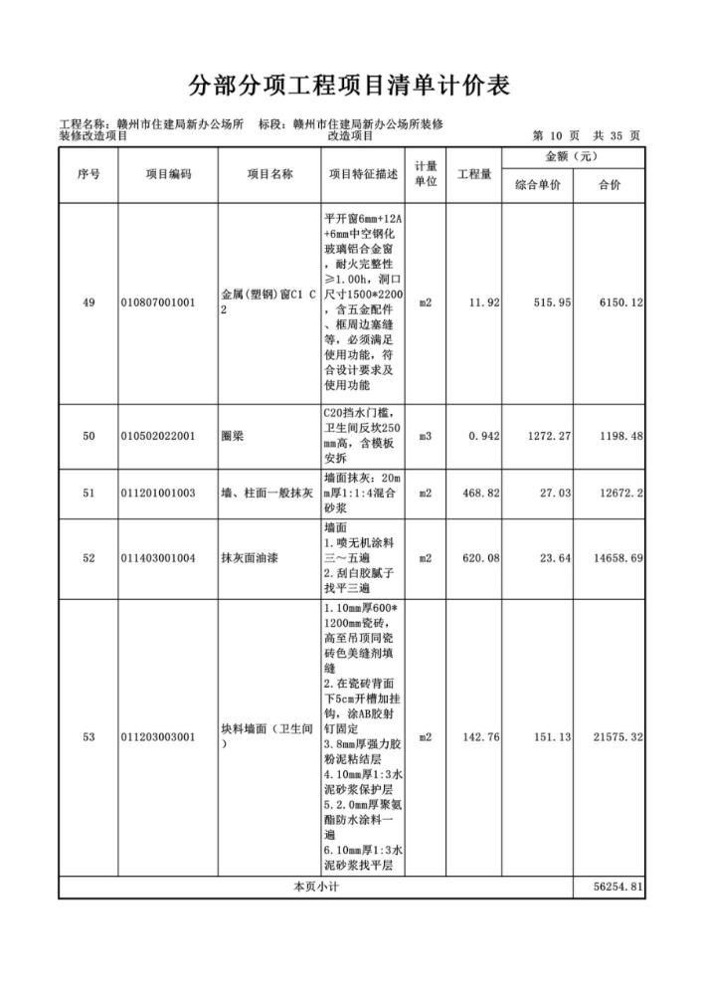 分部分项工程项目清单计价表
工程名称：赣州市住建局新办公场所
装修改造项目
标段：赣州市住建局新办公场所装修
改造项目
第 10 页 共 35 页
序号
项目编码
项目名称
项目特征描述
计量
单位
工程量
金额（元）
综合单价
合价
49
010807001001
金属(塑钢)窗C1 C
2
平开窗6mm+12A
+6mm中空钢化
玻璃铝合金窗
，耐火完整性
≥1.00h，洞口
尺寸1500*2200
，含五金配件
、框周边塞缝
等，必须满足
使用功能，符
合设计要求及
使用功能
m2
11.92
515.95
6150.12
50
010502022001
圈梁
C20挡水门槛，
卫生间反坎250
mm高，含模板
安拆
m3
0.942
1272.27
1198.48
51
011201001003
墙、柱面一般抹灰
墙面抹灰：20m
m厚1:1:4混合
砂浆
m2
468.82
27.03
12672.2
52
011403001004
抹灰面油漆
墙面
1.喷无机涂料
三～五遍
2.刮白胶腻子
找平三遍
m2
620.08
23.64
14658.69
53
011203003001
块料墙面（卫生间
）
1.10mm厚600*
1200mm瓷砖，
高至吊顶同瓷
砖色美缝剂填
缝
2.在瓷砖背面
下5cm开槽加挂
钩，涂AB胶射
钉固定
3.8mm厚强力胶
粉泥粘结层
4.10mm厚1:3水
泥砂浆保护层
5.2.0mm厚聚氨
酯防水涂料一
遍
6.10mm厚1:3水
泥砂浆找平层
m2
142.76
151.13
21575.32
本页小计
56254.81